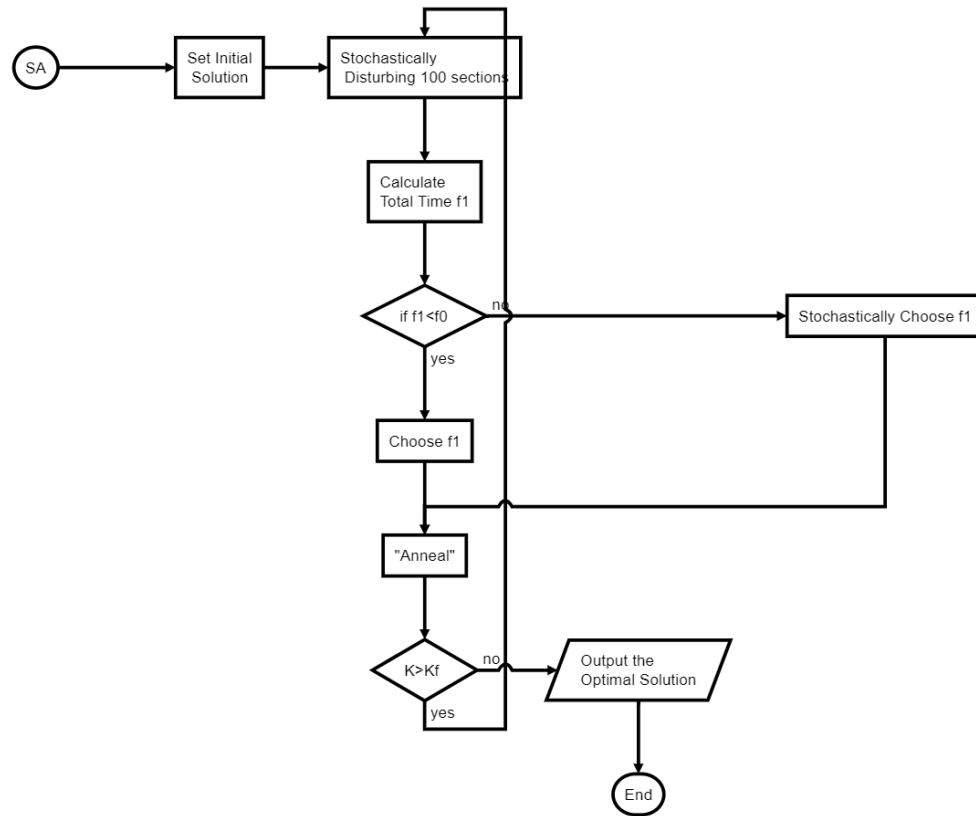 SA
Set Initial
Solution
Stochastically
Disturbing 100 sections
Calculate
Total Time f1
if f1<f0
no
Stochastically Choose f1
yes
Choose f1
"Anneal"
K>Kf
no
Output the
Optimal Solution
yes
End